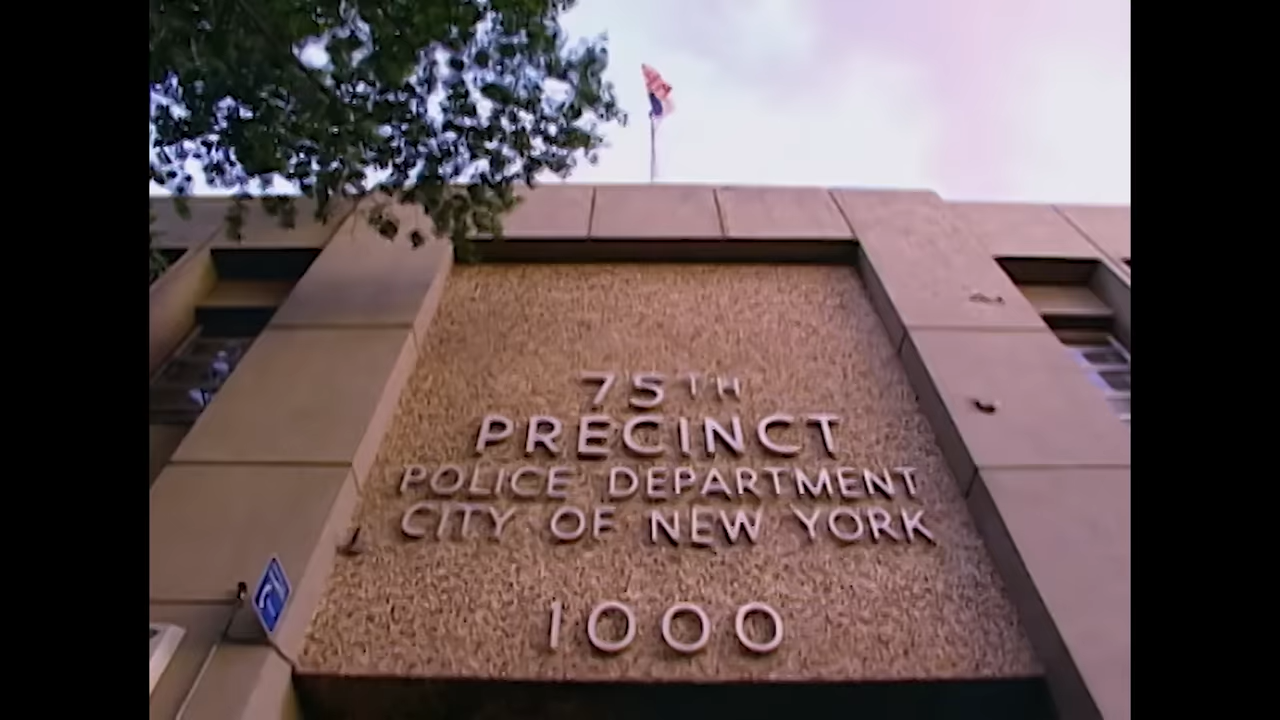 75TH
PRECINCT
POLICE DEPARTMENT
CITY OF NEW YORK
1000